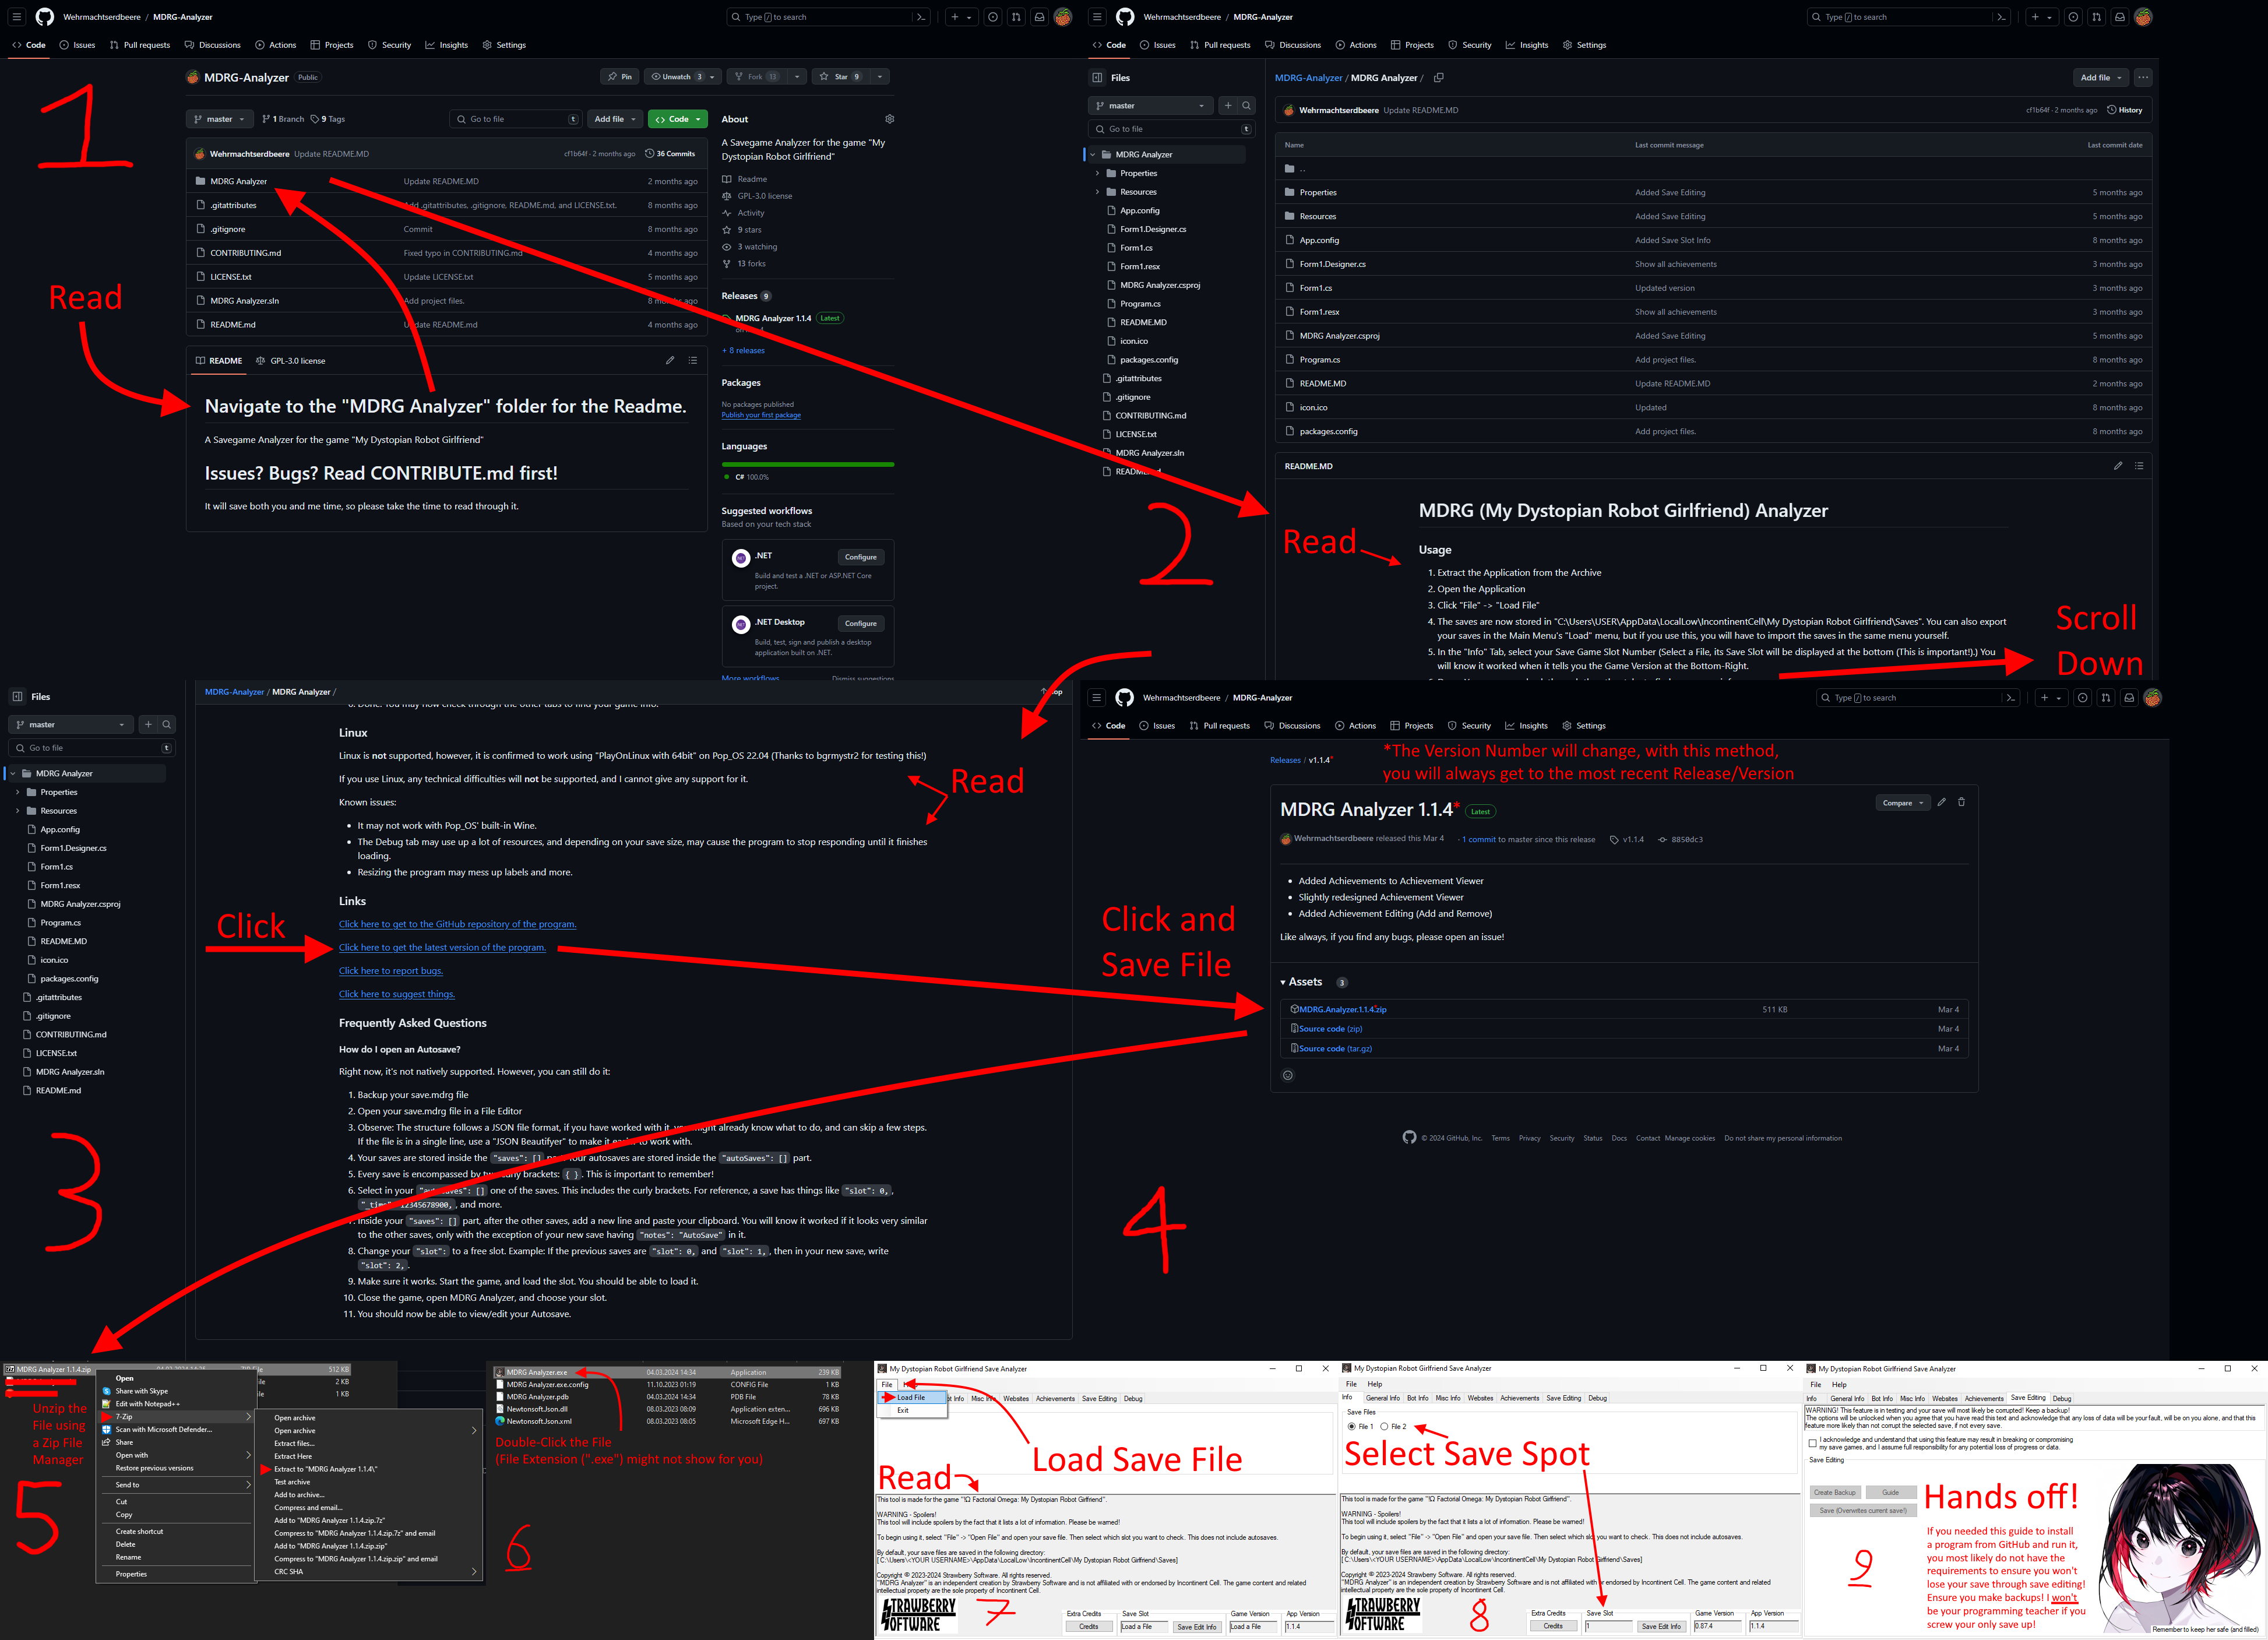 Wehrmachtserdbeere / MDRG-Analyzer
Type / to search
Code Issues Pull requests Discussions Actions Projects Security Insights Settings
1
MDRG-Analyzer Public
Pin Unwatch 3 Fork 13 Star 9
master 1 Branch 9 Tags Go to file t Add file Code
Wehrmachtserdbeere Update README.MD cf1b64f · 2 months ago 36 Commits
MDRG Analyzer Update README.MD 2 months ago
.gitattributes Add .gitattributes, .gitignore, README.md, and LICENSE.txt. 8 months ago
.gitignore Commit 8 months ago
CONTRIBUTING.md Fixed typo in CONTRIBUTING.md 4 months ago
LICENSE.txt Update LICENSE.txt 5 months ago
MDRG Analyzer.sln Add project files. 8 months ago
README.md Update README.md 4 months ago
Read
README GPL-3.0 license
Navigate to the "MDRG Analyzer" folder for the Readme.
A Savegame Analyzer for the game "My Dystopian Robot Girlfriend"
Issues? Bugs? Read CONTRIBUTE.md first!
It will save both you and me time, so please take the time to read through it.
About
A Savegame Analyzer for the game "My
Dystopian Robot Girlfriend"
Readme
GPL-3.0 license
Activity
9 stars
3 watching
13 forks
Releases 9
MDRG Analyzer 1.1.4 Latest
+ 8 releases
Packages
No packages published
Publish your first package
Languages
C# 100.0%
Suggested workflows
Based on your tech stack
.NET Configure
Build and test a .NET or ASP.NET Core
project.
.NET Desktop Configure
Build, test, sign and publish a desktop
application built on .NET.
More workflows Dismiss suggestions
Wehrmachtserdbeere / MDRG-Analyzer
Type / to search
Code Issues Pull requests Discussions Actions Projects Security Insights Settings
Files
master
Go to file t
MDRG Analyzer
Properties
Resources
App.config
Form1.Designer.cs
Form1.cs
Form1.resx
MDRG Analyzer.csproj
Program.cs
README.MD
icon.ico
packages.config
.gitattributes
.gitignore
CONTRIBUTING.md
LICENSE.txt
MDRG Analyzer.sln
README.md
2
MDRG-Analyzer / MDRG Analyzer /
Add file
Wehrmachtserdbeere Update README.MD cf1b64f · 2 months ago History
Name Last commit message Last commit date
..
Properties Added Save Editing 5 months ago
Resources Added Save Editing 5 months ago
App.config Added Save Slot Info 8 months ago
Form1.Designer.cs Show all achievements 3 months ago
Form1.cs Updated version 3 months ago
Form1.resx Show all achievements 3 months ago
MDRG Analyzer.csproj Added Save Editing 5 months ago
Program.cs Add project files. 8 months ago
README.MD Update README.MD 2 months ago
icon.ico Updated 8 months ago
packages.config Add project files. 8 months ago
README.MD
MDRG (My Dystopian Robot Girlfriend) Analyzer
Read
Usage
1. Extract the Application from the Archive
2. Open the Application
3. Click "File" -> "Load File"
4. The saves are now stored in "C:\Users\USER\AppData\LocalLow\IncontinentCell\My Dystopian Robot Girlfriend\Saves". You can also export
your saves in the Main Menu's "Load" menu, but if you use this, you will have to import the saves in the same menu yourself.
5. In the "Info" Tab, select your Save Game Slot Number (Select a File, its Save Slot will be displayed at the bottom (This is important!).) You
will know it worked when it tells you the Game Version at the Bottom-Right.
Scroll
Down
Files
master
Go to file t
MDRG Analyzer
Properties
Resources
App.config
Form1.Designer.cs
Form1.cs
Form1.resx
MDRG Analyzer.csproj
Program.cs
README.MD
icon.ico
packages.config
.gitattributes
.gitignore
CONTRIBUTING.md
LICENSE.txt
MDRG Analyzer.sln
README.md
3
MDRG-Analyzer / MDRG Analyzer /
Top
6. Done. You may now check through the other tabs to find your game info.
Linux
Linux is not supported, however, it is confirmed to work using "PlayOnLinux with 64bit" on Pop_OS 22.04 (Thanks to bgrmystr2 for testing this!)
If you use Linux, any technical difficulties will not be supported, and I cannot give any support for it.
Read
Known issues:
It may not work with Pop_OS' built-in Wine.
The Debug tab may use up a lot of resources, and depending on your save size, may cause the program to stop responding until it finishes
loading.
Resizing the program may mess up labels and more.
Links
Click
Click here to get to the GitHub repository of the program.
Click here to get the latest version of the program.
Click here to report bugs.
Click here to suggest things.
Frequently Asked Questions
How do I open an Autosave?
Right now, it's not natively supported. However, you can still do it:
1. Backup your save.mdrg file
2. Open your save.mdrg file in a File Editor
3. Observe: The structure follows a JSON file format, if you have worked with it, you might already know what to do, and can skip a few steps.
If the file is in a single line, use a "JSON Beautifyer" to make it easier to work with.
4. Your saves are stored inside the "saves": [] part. Your autosaves are stored inside the "autoSaves": [] part.
5. Every save is encompassed by two curly brackets: { }. This is important to remember!
6. Select in your "autoSaves": [] one of the saves. This includes the curly brackets. For reference, a save has things like "slot": 0, ,
"_time": 12345678900, , and more.
7. Inside your "saves": [] part, after the other saves, add a new line and paste your clipboard. You will know it worked if it looks very similar
to the other saves, only with the exception of your new save having "notes": "AutoSave" in it.
8. Change your "slot": to a free slot. Example: If the previous saves are "slot": 0, and "slot": 1, , then in your new save, write
"slot": 2, .
9. Make sure it works. Start the game, and load the slot. You should be able to load it.
10. Close the game, open MDRG Analyzer, and choose your slot.
11. You should now be able to view/edit your Autosave.
Wehrmachtserdbeere / MDRG-Analyzer
Type / to search
Code Issues Pull requests Discussions Actions Projects Security Insights Settings
*The Version Number will change, with this method,
you will always get to the most recent Release/Version
Releases / v1.1.4*
MDRG Analyzer 1.1.4* Latest
Compare
Wehrmachtserdbeere released this Mar 4 · 1 commit to master since this release v1.1.4 8850dc3
Added Achievements to Achievement Viewer
Slightly redesigned Achievement Viewer
Added Achievement Editing (Add and Remove)
Like always, if you find any bugs, please open an issue!
Click and
Save File
Assets 3
MDRG.Analyzer.1.1.4*zip 511 KB Mar 4
Source code (zip) Mar 4
Source code (tar.gz) Mar 4
© 2024 GitHub, Inc. Terms Privacy Security Status Docs Contact Manage cookies Do not share my personal information
4
MDRG Analyzer 1.1.4.zip 512 KB
2 KB
1 KB
Unzip the
File using
a Zip File
Manager
5
Open
Share with Skype
Edit with Notepad++
7-Zip
Scan with Microsoft Defender...
Share
Open with
Restore previous versions
Send to
Cut
Copy
Create shortcut
Delete
Rename
Properties
Open archive
Open archive
Extract files...
Extract Here
Extract to "MDRG Analyzer 1.1.4\"
Test archive
Add to archive...
Compress and email...
Add to "MDRG Analyzer 1.1.4.zip.7z"
Compress to "MDRG Analyzer 1.1.4.zip.7z" and email
Add to "MDRG Analyzer 1.1.4.zip.zip"
Compress to "MDRG Analyzer 1.1.4.zip.zip" and email
CRC SHA
MDRG Analyzer.exe 04.03.2024 14:34 Application 239 KB
MDRG Analyzer.exe.config 11.10.2023 01:19 CONFIG File 1 KB
MDRG Analyzer.pdb 04.03.2024 14:34 PDB File 78 KB
Newtonsoft.Json.dll 08.03.2023 08:09 Application exten... 696 KB
Newtonsoft.Json.xml 08.03.2023 08:05 Microsoft Edge H... 697 KB
Double-Click the File
(File Extension (".exe") might not show for you)
6
My Dystopian Robot Girlfriend Save Analyzer
File
Load File
Exit
Bot Info Misc Info Websites Achievements Save Editing Debug
Load Save File
Read
This tool is made for the game "!Ω Factorial Omega: My Dystopian Robot Girlfriend".
WARNING - Spoilers!
This tool will include spoilers by the fact that it lists a lot of information. Please be warned!
To begin using it, select "File" -> "Open File" and open your save file. Then select which slot you want to check. This does not include autosaves.
By default, your save files are saved in the following directory:
[ C:\Users\<YOUR USERNAME>\AppData\LocalLow\IncontinentCell\My Dystopian Robot Girlfriend\Saves]
Copyright © 2023-2024 Strawberry Software. All rights reserved.
"MDRG Analyzer" is an independent creation by Strawberry Software and is not affiliated with or endorsed by Incontinent Cell. The game content and related
intellectual property are the sole property of Incontinent Cell.
STRAWBERRY
SOFTWARE
7
Extra Credits Save Slot Game Version App Version
Credits Load a File Save Edit Info Load a File 1.1.4
My Dystopian Robot Girlfriend Save Analyzer
File Help
Info General Info Bot Info Misc Info Websites Achievements Save Editing Debug
Save Files
File 1 File 2
Select Save Spot
This tool is made for the game "!Ω Factorial Omega: My Dystopian Robot Girlfriend".
WARNING - Spoilers!
This tool will include spoilers by the fact that it lists a lot of information. Please be warned!
To begin using it, select "File" -> "Open File" and open your save file. Then select which slot you want to check. This does not include autosaves.
By default, your save files are saved in the following directory:
[ C:\Users\<YOUR USERNAME>\AppData\LocalLow\IncontinentCell\My Dystopian Robot Girlfriend\Saves]
Copyright © 2023-2024 Strawberry Software. All rights reserved.
"MDRG Analyzer" is an independent creation by Strawberry Software and is not affiliated with or endorsed by Incontinent Cell. The game content and related
intellectual property are the sole property of Incontinent Cell.
STRAWBERRY
SOFTWARE
8
Extra Credits Save Slot Game Version App Version
Credits 1 Save Edit Info 0.87.4 1.1.4
My Dystopian Robot Girlfriend Save Analyzer
File Help
Info General Info Bot Info Misc Info Websites Achievements Save Editing Debug
WARNING! This feature is in testing and your save will most likely be corrupted! Keep a backup!
The options will be unlocked when you agree that you have read this text and acknowledge that any loss of data will be your fault, will be on you alone, and that this
feature more likely than not corrupt the selected save, if not every save.
I acknowledge and understand that using this feature may result in breaking or compromising
my save games, and I assume full responsibility for any potential loss of progress or data.
Save Editing
Create Backup Guide
Save (Overwrites current save!)
Hands off!
If you needed this guide to install
a program from GitHub and run it,
you most likely do not have the
requirements to ensure you won't
lose your save through save editing!
Ensure you make backups! I won't
be your programming teacher if you
screw your only save up!
9
Remember to keep her safe (and filled)